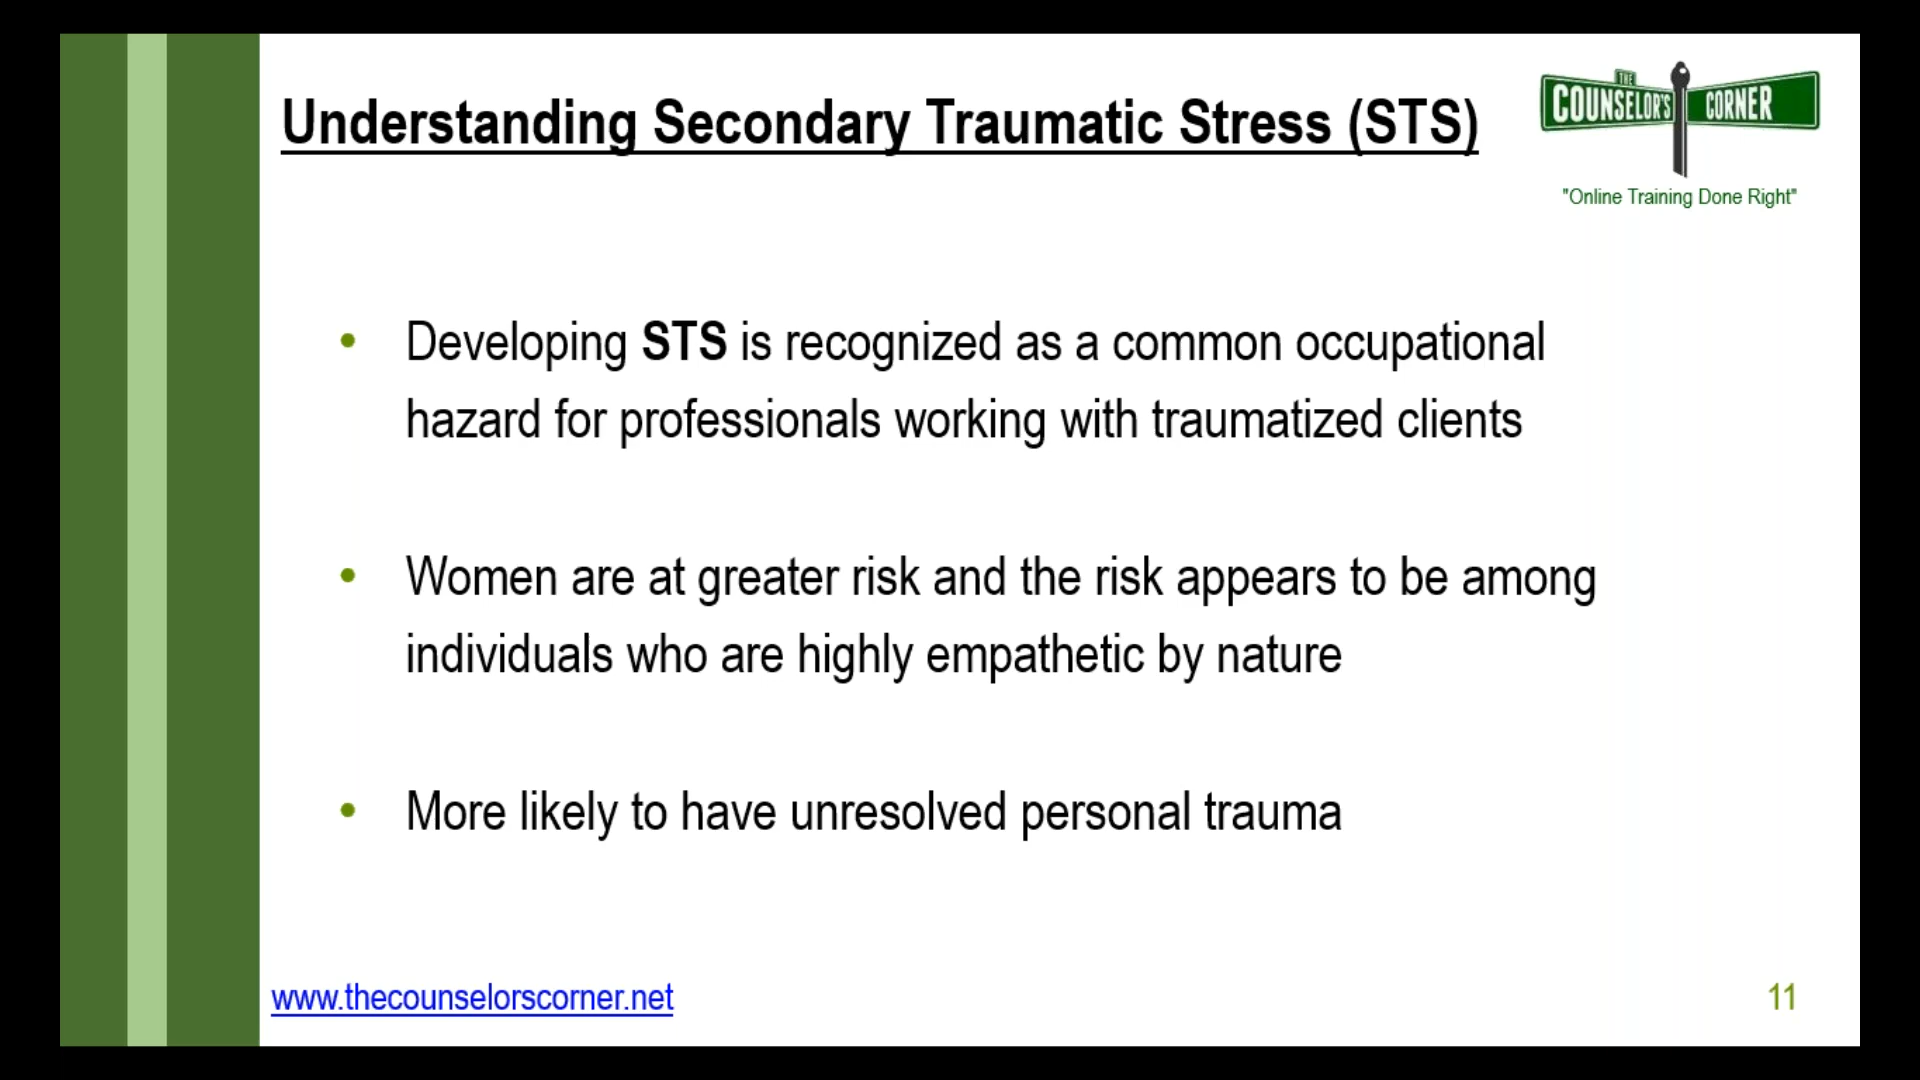 Understanding Secondary Traumatic Stress (STS)
THE
COUNSELOR'S CORNER
"Online Training Done Right"
• Developing STS is recognized as a common occupational
hazard for professionals working with traumatized clients
• Women are at greater risk and the risk appears to be among
individuals who are highly empathetic by nature
• More likely to have unresolved personal trauma
www.thecounselorscorner.net
11